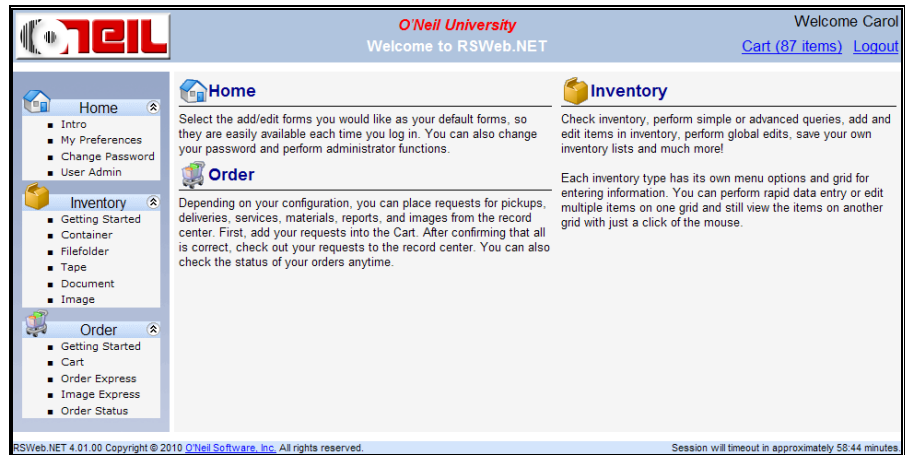 O'NEIL
O'Neil University
Welcome to RSWeb.NET
Welcome Carol
Cart (87 items) Logout
Home
Intro
My Preferences
Change Password
User Admin
Inventory
Getting Started
Container
Filefolder
Tape
Document
Image
Order
Getting Started
Cart
Order Express
Image Express
Order Status
Home
Select the add/edit forms you would like as your default forms, so
they are easily available each time you log in. You can also change
your password and perform administrator functions.
Order
Depending on your configuration, you can place requests for pickups,
deliveries, services, materials, reports, and images from the record
center. First, add your requests into the Cart. After confirming that all
is correct, check out your requests to the record center. You can also
check the status of your orders anytime.
Inventory
Check inventory, perform simple or advanced queries, add and
edit items in inventory, perform global edits, save your own
inventory lists and much more!
Each inventory type has its own menu options and grid for
entering information. You can perform rapid data entry or edit
multiple items on one grid and still view the items on another
grid with just a click of the mouse.
RSWeb.NET 4.01.00 Copyright © 2010 O'Neil Software, Inc. All rights reserved.
Session will timeout in approximately 58:44 minutes.